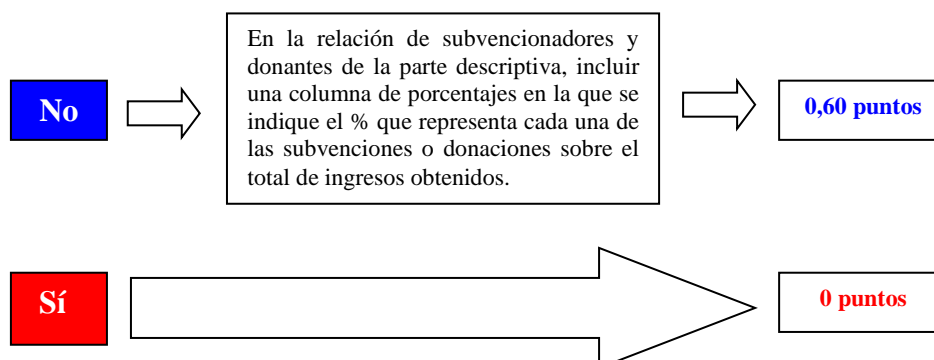 En la relación de subvencionadores y
donantes de la parte descriptiva, incluir
una columna de porcentajes en la que se
indique el % que representa cada una de
las subvenciones o donaciones sobre el
total de ingresos obtenidos.
No
0,60 puntos
Sí
0 puntos